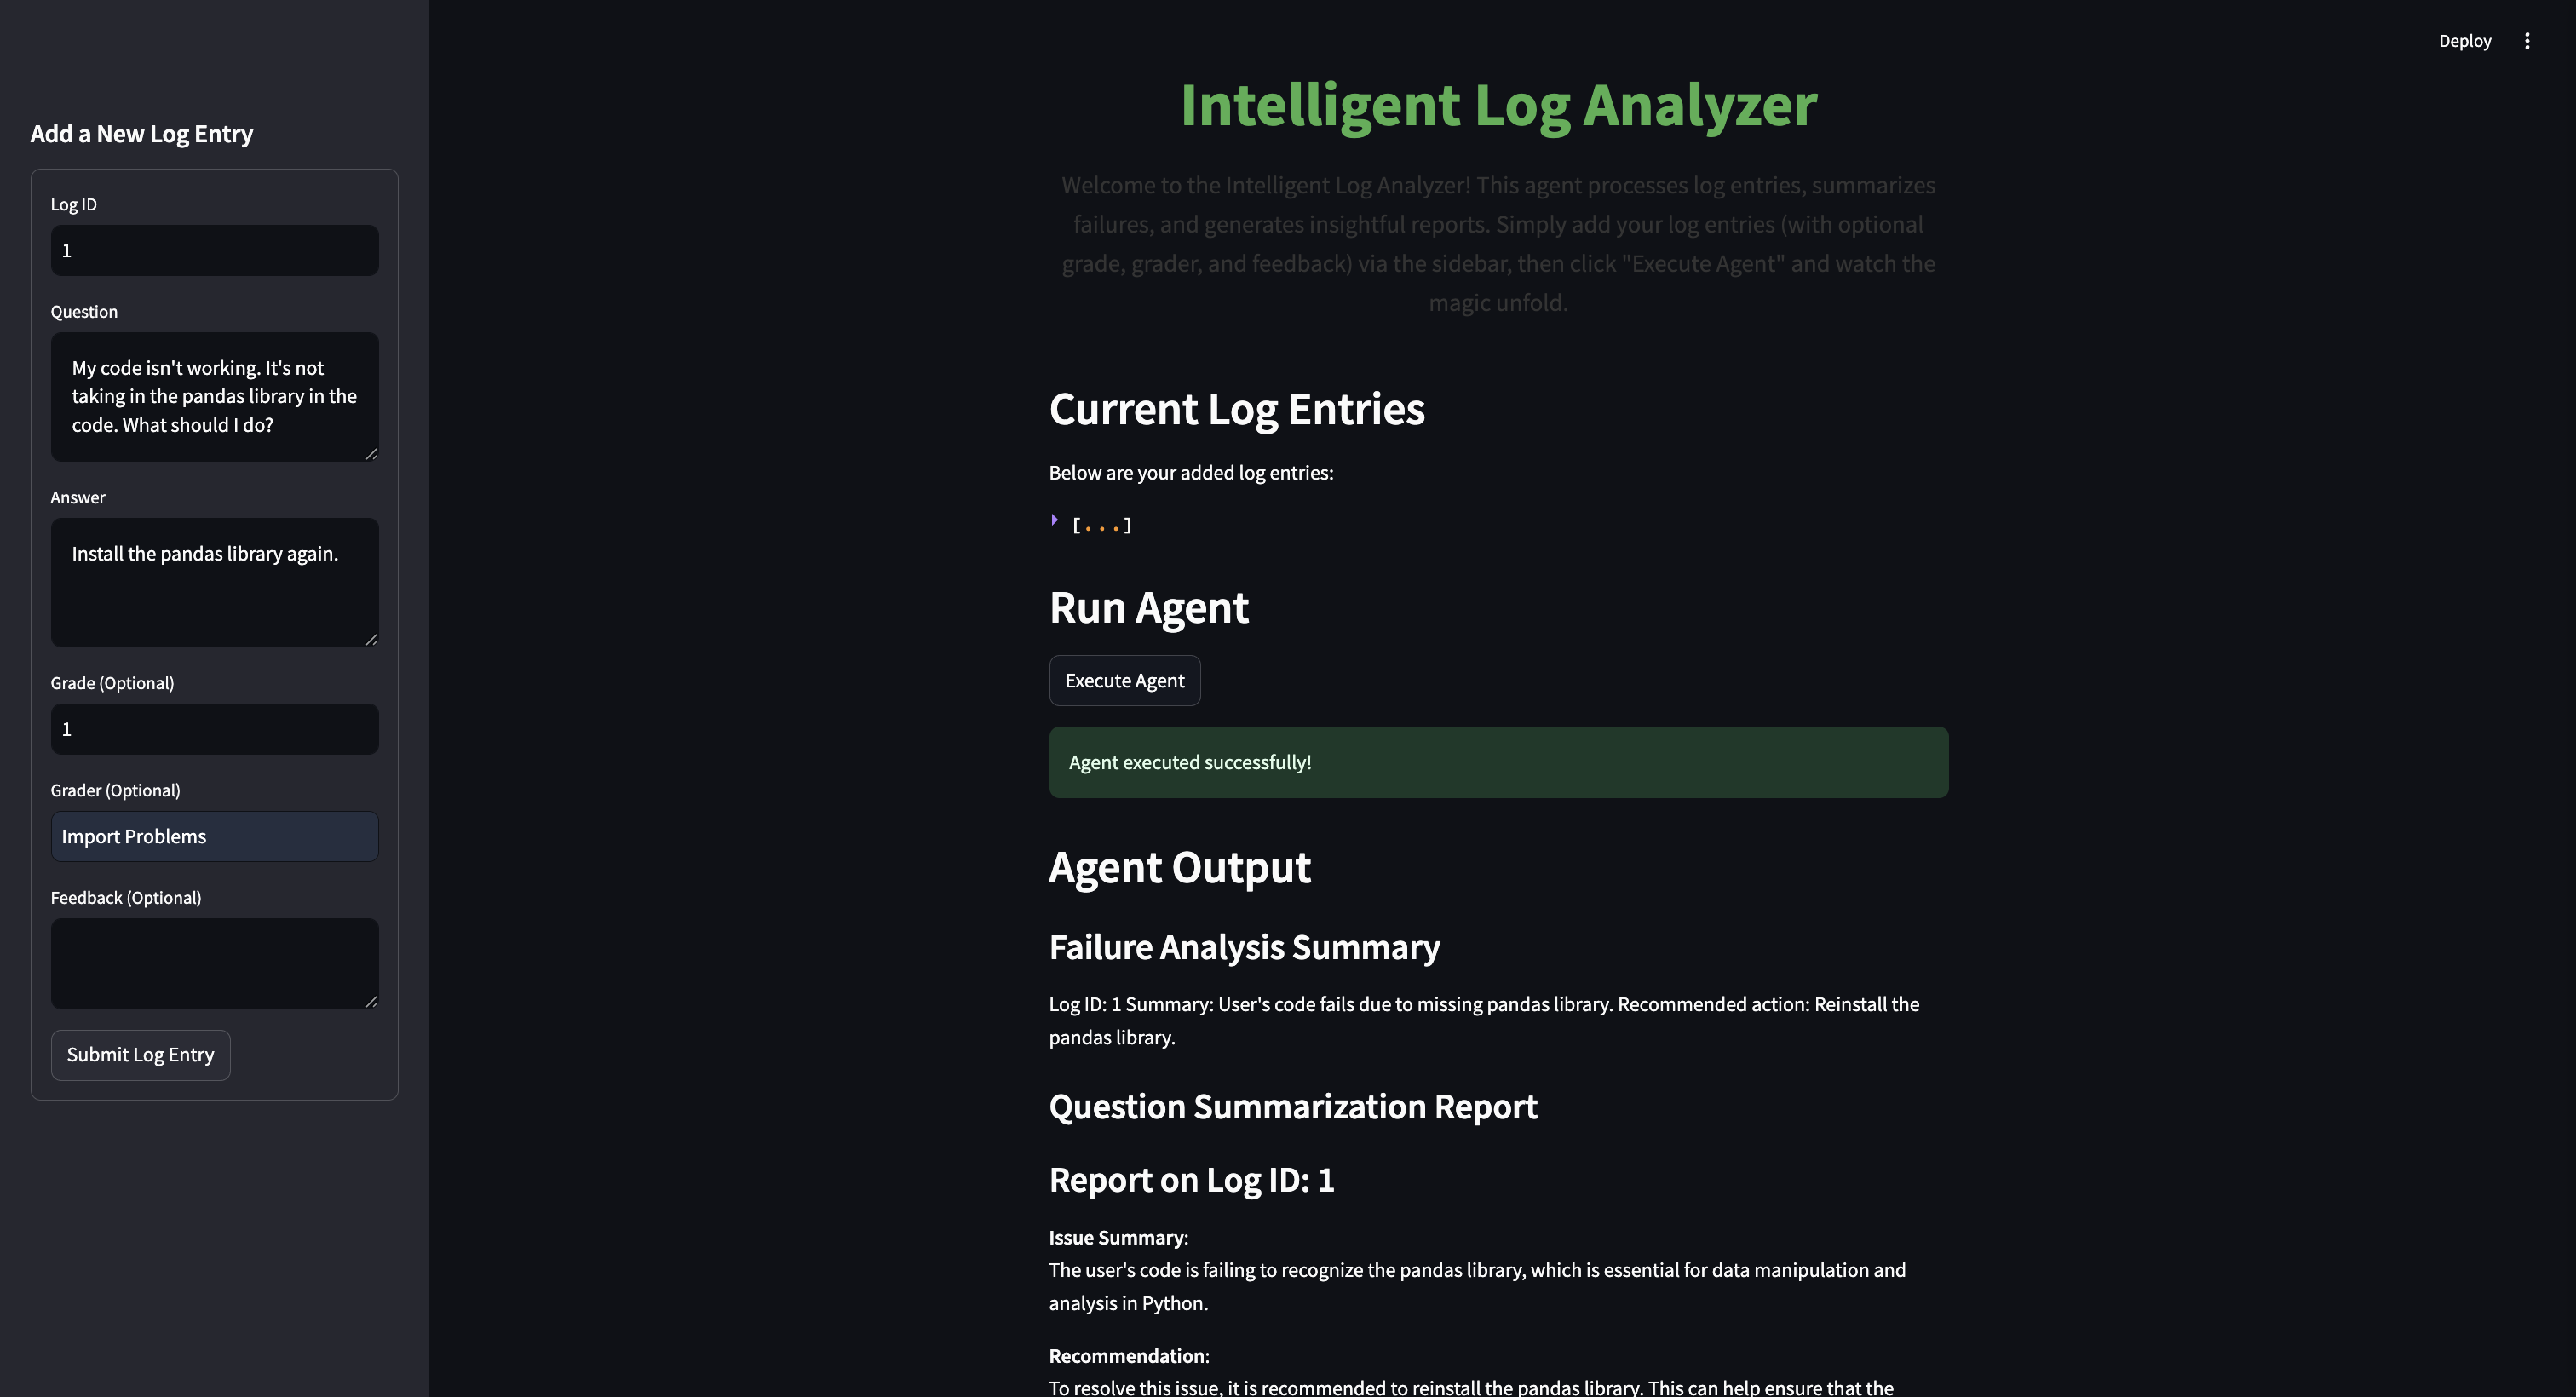 Deploy
Add a New Log Entry
Log ID
1
Question
My code isn't working. It's not
taking in the pandas library in the
code. What should I do?
Answer
Install the pandas library again.
Grade (Optional)
1
Grader (Optional)
Import Problems
Feedback (Optional)
Submit Log Entry
Intelligent Log Analyzer
Welcome to the Intelligent Log Analyzer! This agent processes log entries, summarizes
failures, and generates insightful reports. Simply add your log entries (with optional
grade, grader, and feedback) via the sidebar, then click "Execute Agent" and watch the
magic unfold.
Current Log Entries
Below are your added log entries:
[...]
Run Agent
Execute Agent
Agent executed successfully!
Agent Output
Failure Analysis Summary
Log ID: 1 Summary: User's code fails due to missing pandas library. Recommended action: Reinstall the
pandas library.
Question Summarization Report
Report on Log ID: 1
Issue Summary:
The user's code is failing to recognize the pandas library, which is essential for data manipulation and
analysis in Python.
Recommendation:
To resolve this issue, it is recommended to reinstall the pandas library. This can help ensure that the